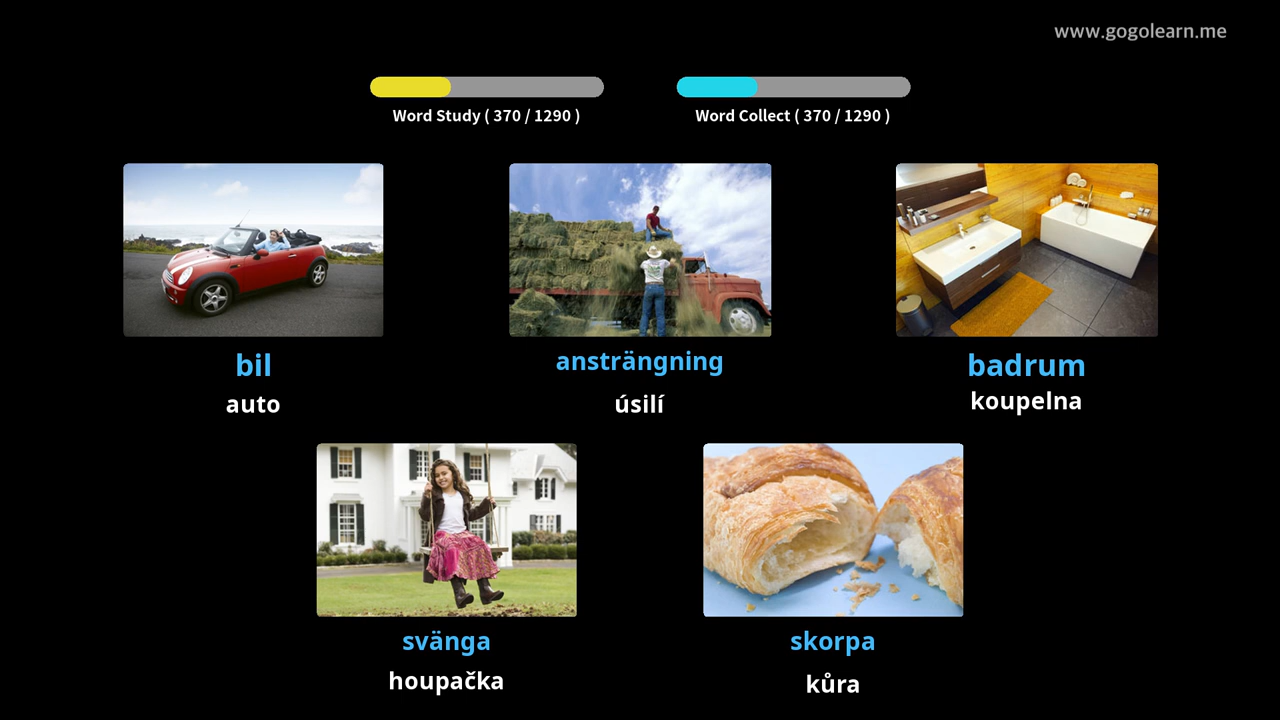 www.gogolearn.me
Word Study ( 370 / 1290 )
Word Collect ( 370 / 1290 )
bil
auto
ansträngning
úsilí
badrum
koupelna
svänga
houpačka
skorpa
kůra